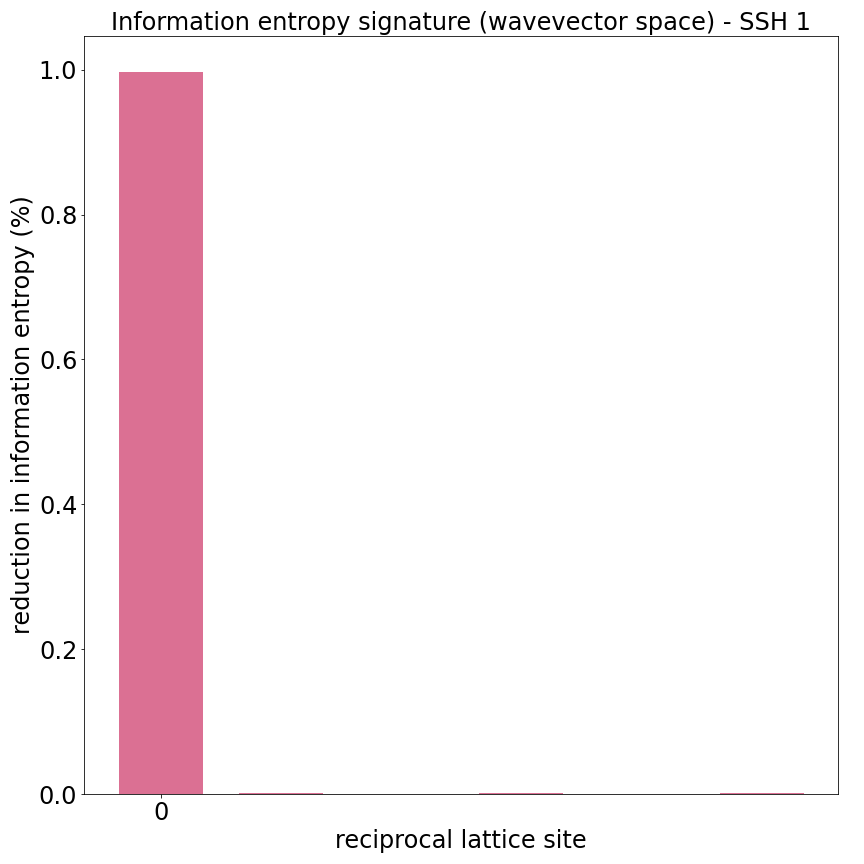 Information entropy signature (wavevector space) - SSH 1
1.0
0.8
0.6
0.4
0.2
0.0
reduction in information entropy (%)
0
reciprocal lattice site